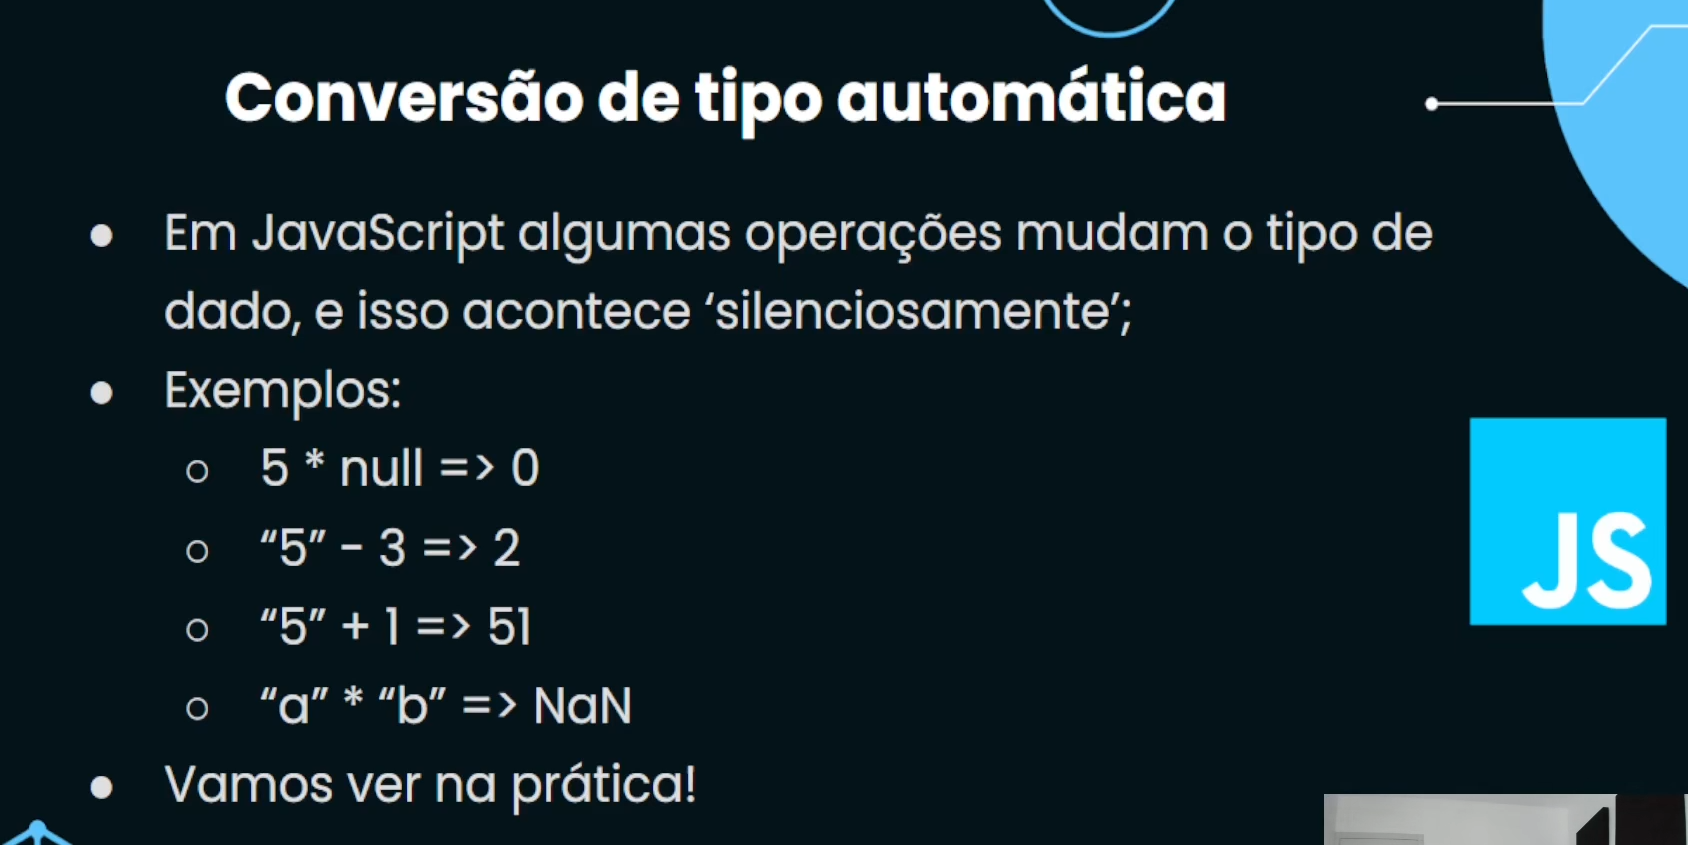 Conversão de tipo automática
● Em JavaScript algumas operações mudam o tipo de
dado, e isso acontece ‘silenciosamente’;
● Exemplos:
○ 5 * null => 0
○ “5” - 3 => 2
○ “5” + 1 => 51
○ “a” * “b” => NaN
● Vamos ver na prática!
JS